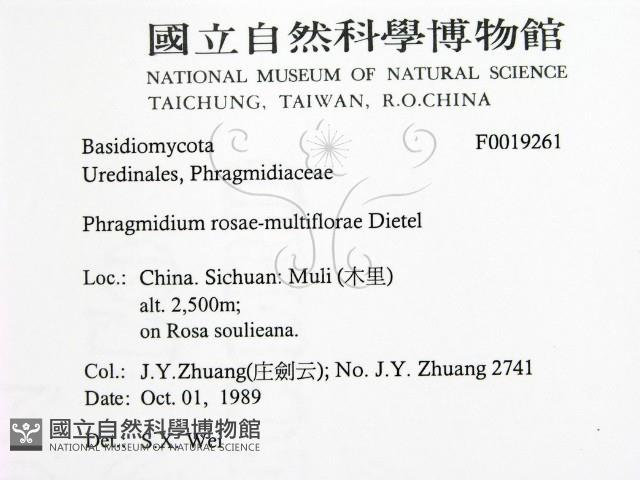 國立自然科學博物館
NATIONAL MUSEUM OF NATURAL SCIENCE
TAICHUNG, TAIWAN, R.O.CHINA
Basidiomycota F0019261
Uredinales, Phragmidiaceae
Phragmidium rosae-multiflorae Dietel
Loc.: China. Sichuan: Muli (木里)
alt. 2,500m;
on Rosa soulieana.
Col.: J.Y.Zhuang(庄劍云); No. J.Y. Zhuang 2741
Date: Oct. 01, 1989
Det.: S.X. Wei
國立自然科學博物館
NATIONAL MUSEUM OF NATURAL SCIENCE